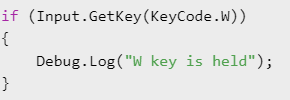 if (Input.GetKey(KeyCode.W))
{
    Debug.Log("W key is held");
}